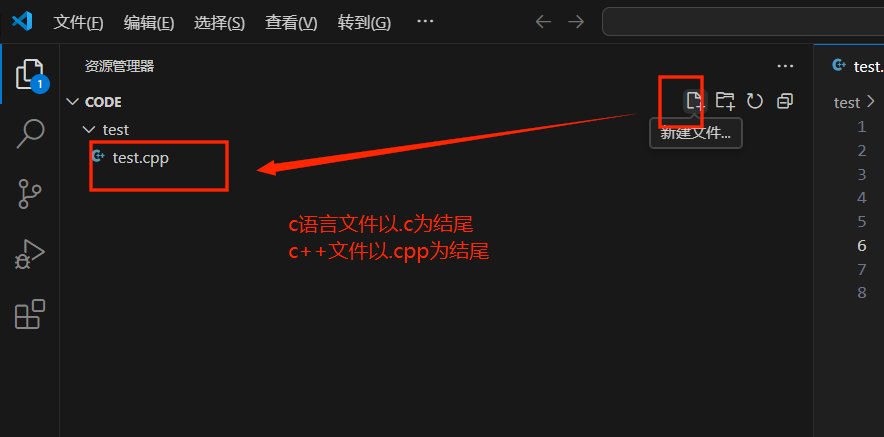 文件(F) 编辑(E) 选择(S) 查看(V) 转到(G) ···
资源管理器 ···
test.
1
CODE
test >
新建文件...
test
test.cpp
c语言文件以.c为结尾
c++文件以.cpp为结尾
1
2
3
4
5
6
7
8